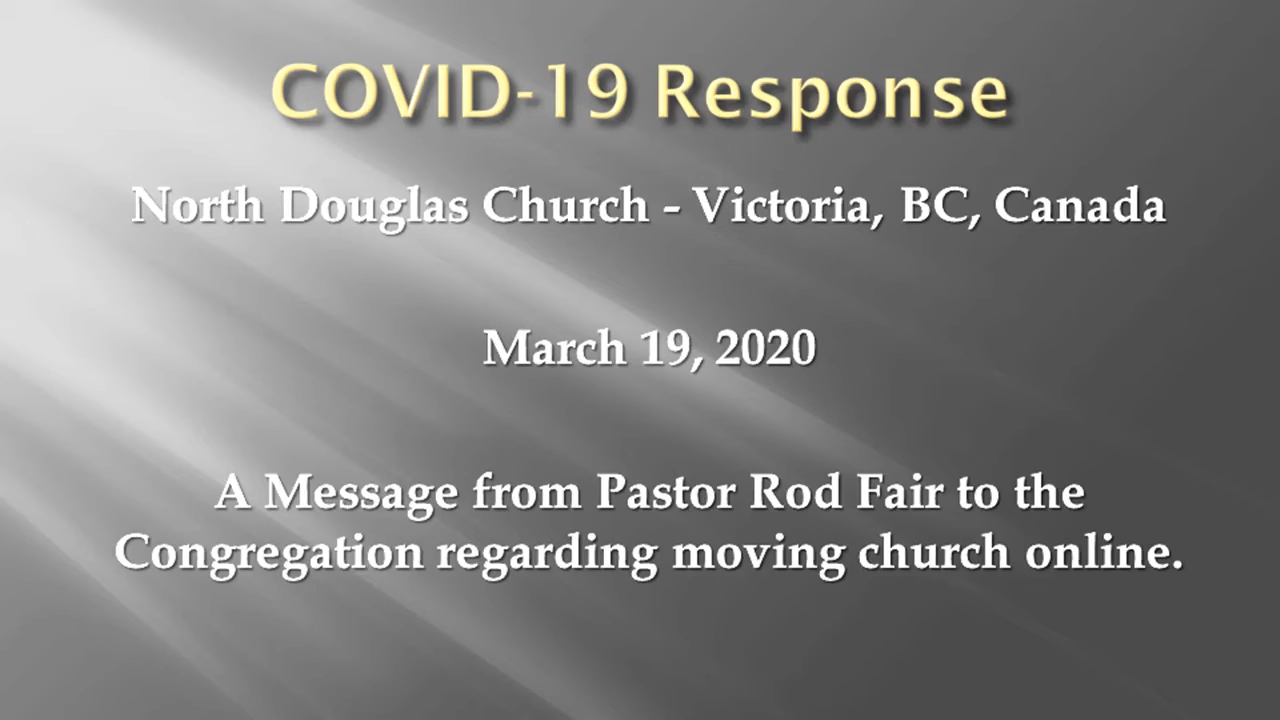 COVID-19 Response
North Douglas Church - Victoria, BC, Canada
March 19, 2020
A Message from Pastor Rod Fair to the
Congregation regarding moving church online.